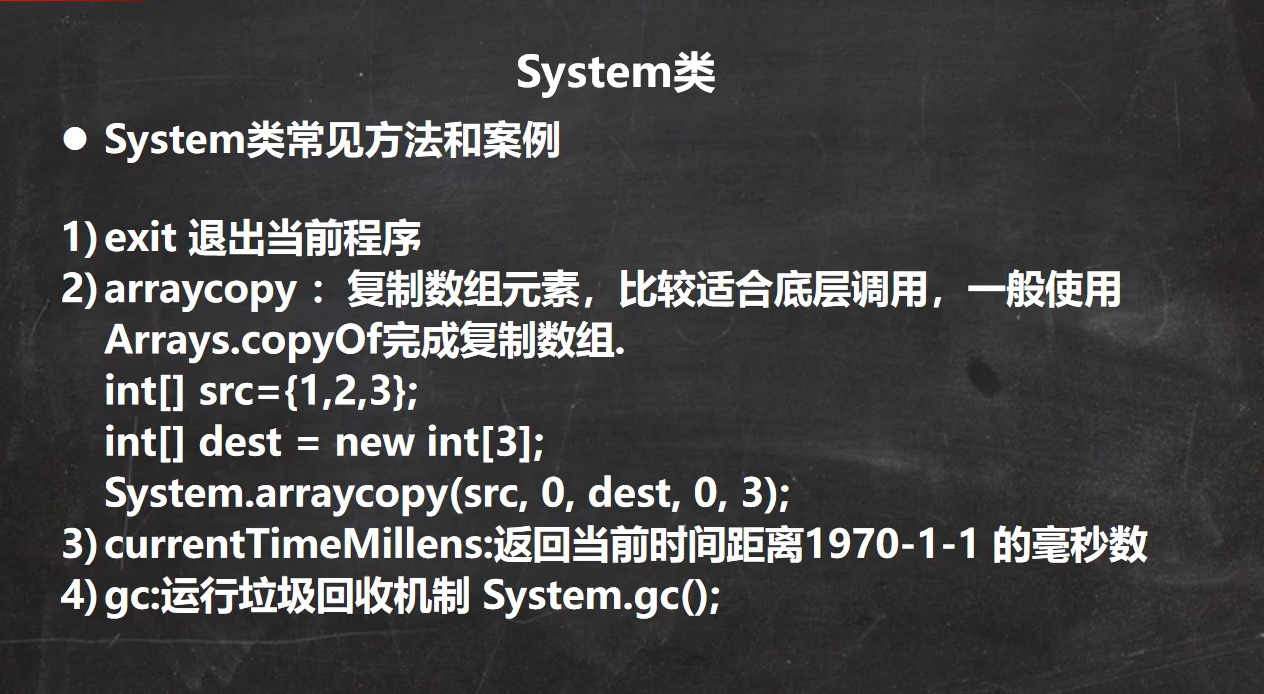 System类
● System类常见方法和案例
1) exit 退出当前程序
2) arraycopy ：复制数组元素，比较适合底层调用，一般使用
Arrays.copyOf完成复制数组.
int[] src={1,2,3};
int[] dest = new int[3];
System.arraycopy(src, 0, dest, 0, 3);
3) currentTimeMillens:返回当前时间距离1970-1-1 的毫秒数
4) gc:运行垃圾回收机制 System.gc();